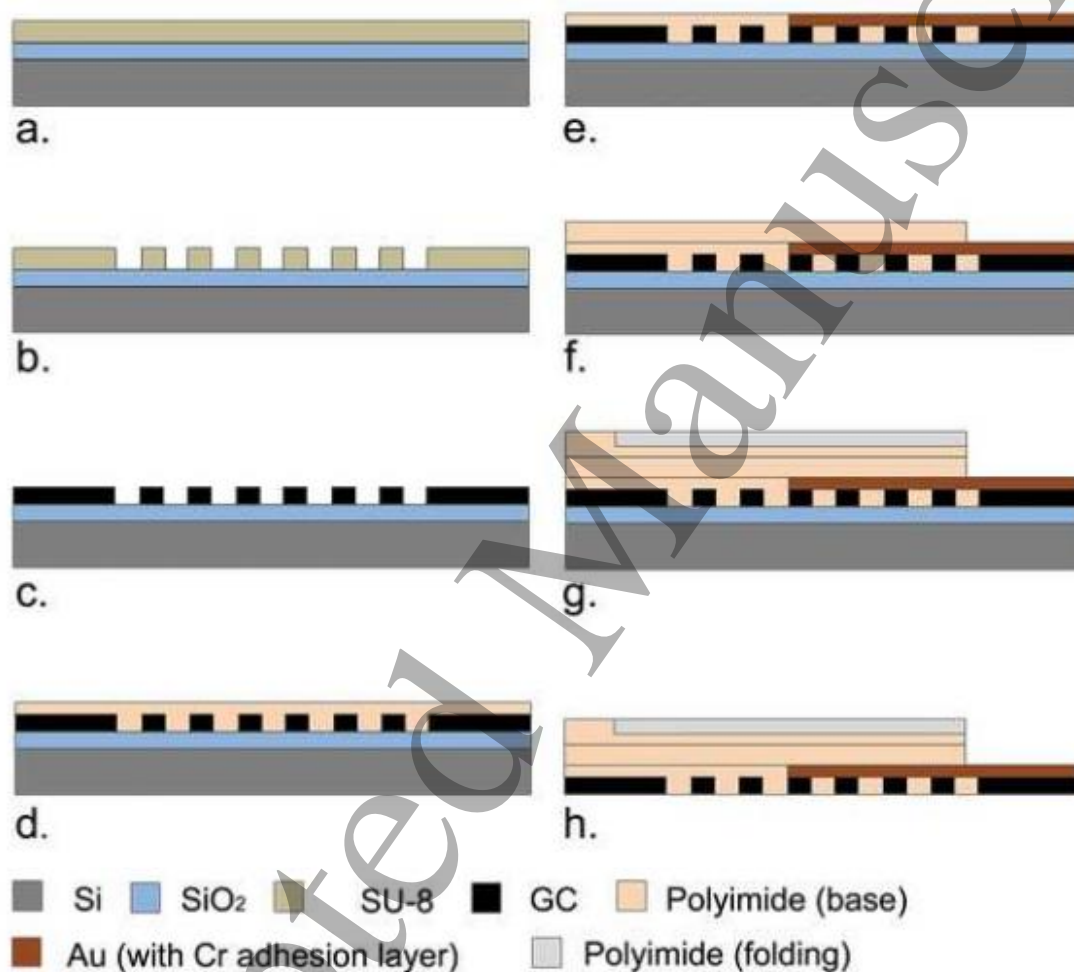 a.
b.
c.
d.
e.
f.
g.
h.
Si SiO₂ SU-8 GC Polyimide (base)
Au (with Cr adhesion layer) Polyimide (folding)